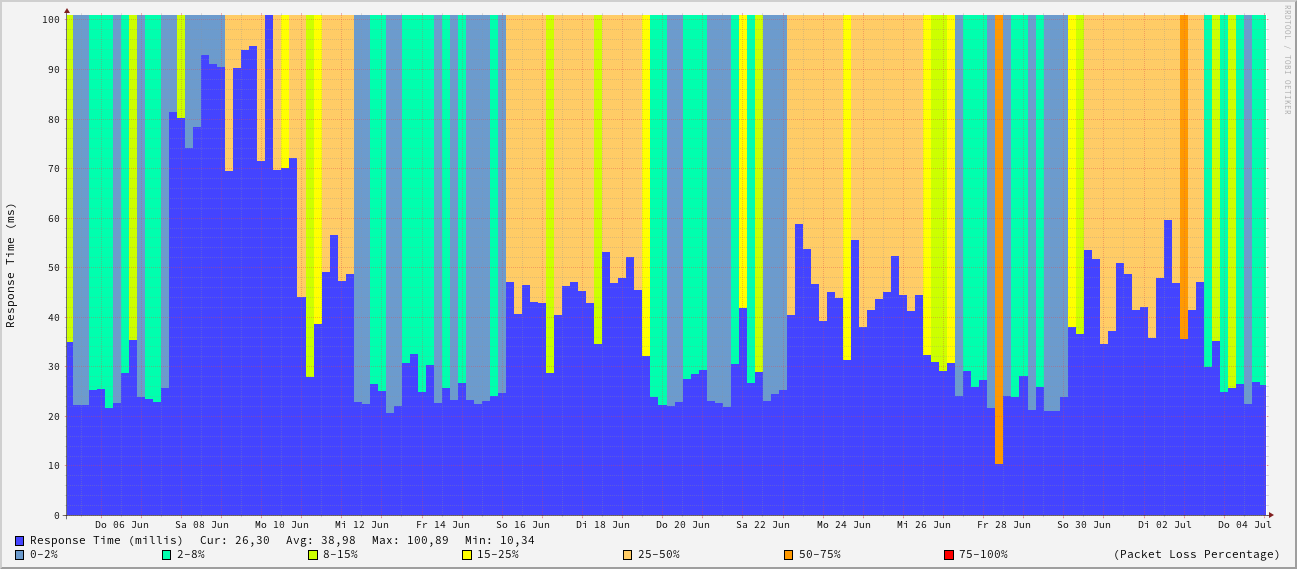 RRDTOOL / TOBI OETIKER
Response Time (ms)
100
90
80
70
60
50
40
30
20
10
0
Do 06 Jun Sa 08 Jun Mo 10 Jun Mi 12 Jun Fr 14 Jun So 16 Jun Di 18 Jun Do 20 Jun Sa 22 Jun Mo 24 Jun Mi 26 Jun Fr 28 Jun So 30 Jun Di 02 Jul Do 04 Jul
Response Time (millis) Cur: 26,30 Avg: 38,98 Max: 100,89 Min: 10,34
0-2% 2-8% 8-15% 15-25% 25-50% 50-75% 75-100% (Packet Loss Percentage)